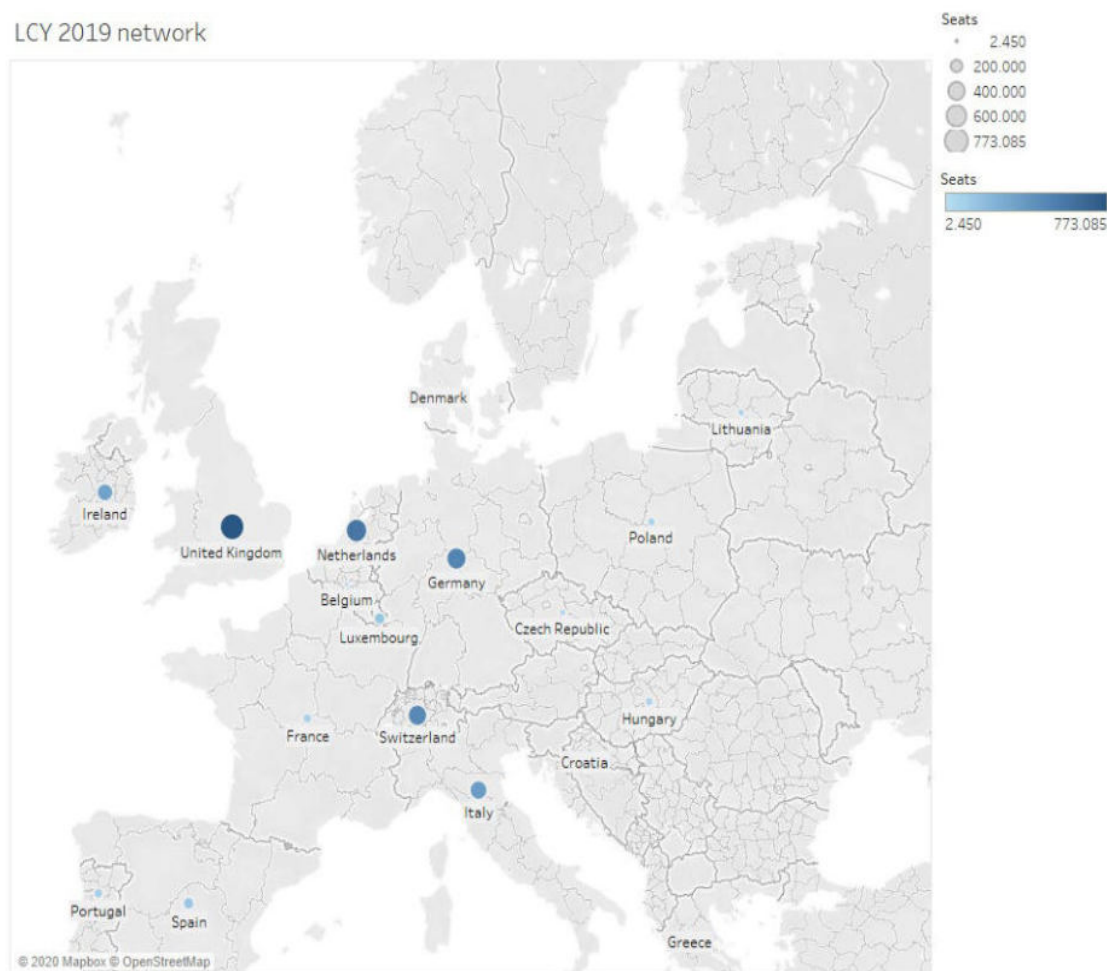 LCY 2019 network
Seats
2.450
200.000
400.000
600.000
773.085
Seats
2.450 773.085
Denmark
Lithuania
Ireland
United Kingdom
Netherlands
Poland
Germany
Belgium
Luxembourg
Czech Republic
France
Switzerland
Hungary
Croatia
Italy
Portugal
Spain
Greece
© 2020 Mapbox © OpenStreetMap